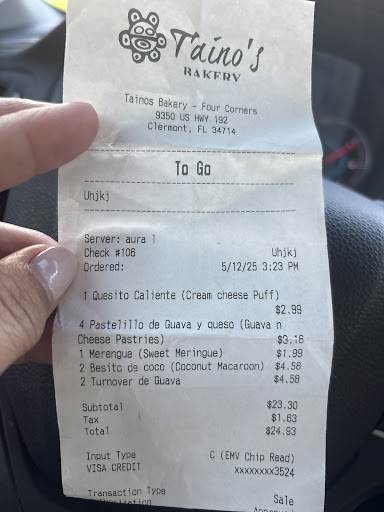 Taíno's
BAKERY
Tainos Bakery - Four Corners
9350 US HWY 192
Clermont, FL 34714
To Go
Uhjkj
Server: aura l
Check #106 Uhjkj
Ordered: 5/12/25 3:23 PM
1 Quesito Caliente (Cream cheese Puff)
$2.99
4 Pastelillo de Guava y queso (Guava n
Cheese Pastries) $9.16
1 Merengue (Sweet Meringue) $1.99
2 Besito de coco (Coconut Macaroon) $4.58
2 Turnover de Guava $4.58
Subtotal $23.30
Tax $1.63
Total $24.93
Input Type C (EMV Chip Read)
VISA CREDIT xxxxxxxx3524
Transaction Type Sale